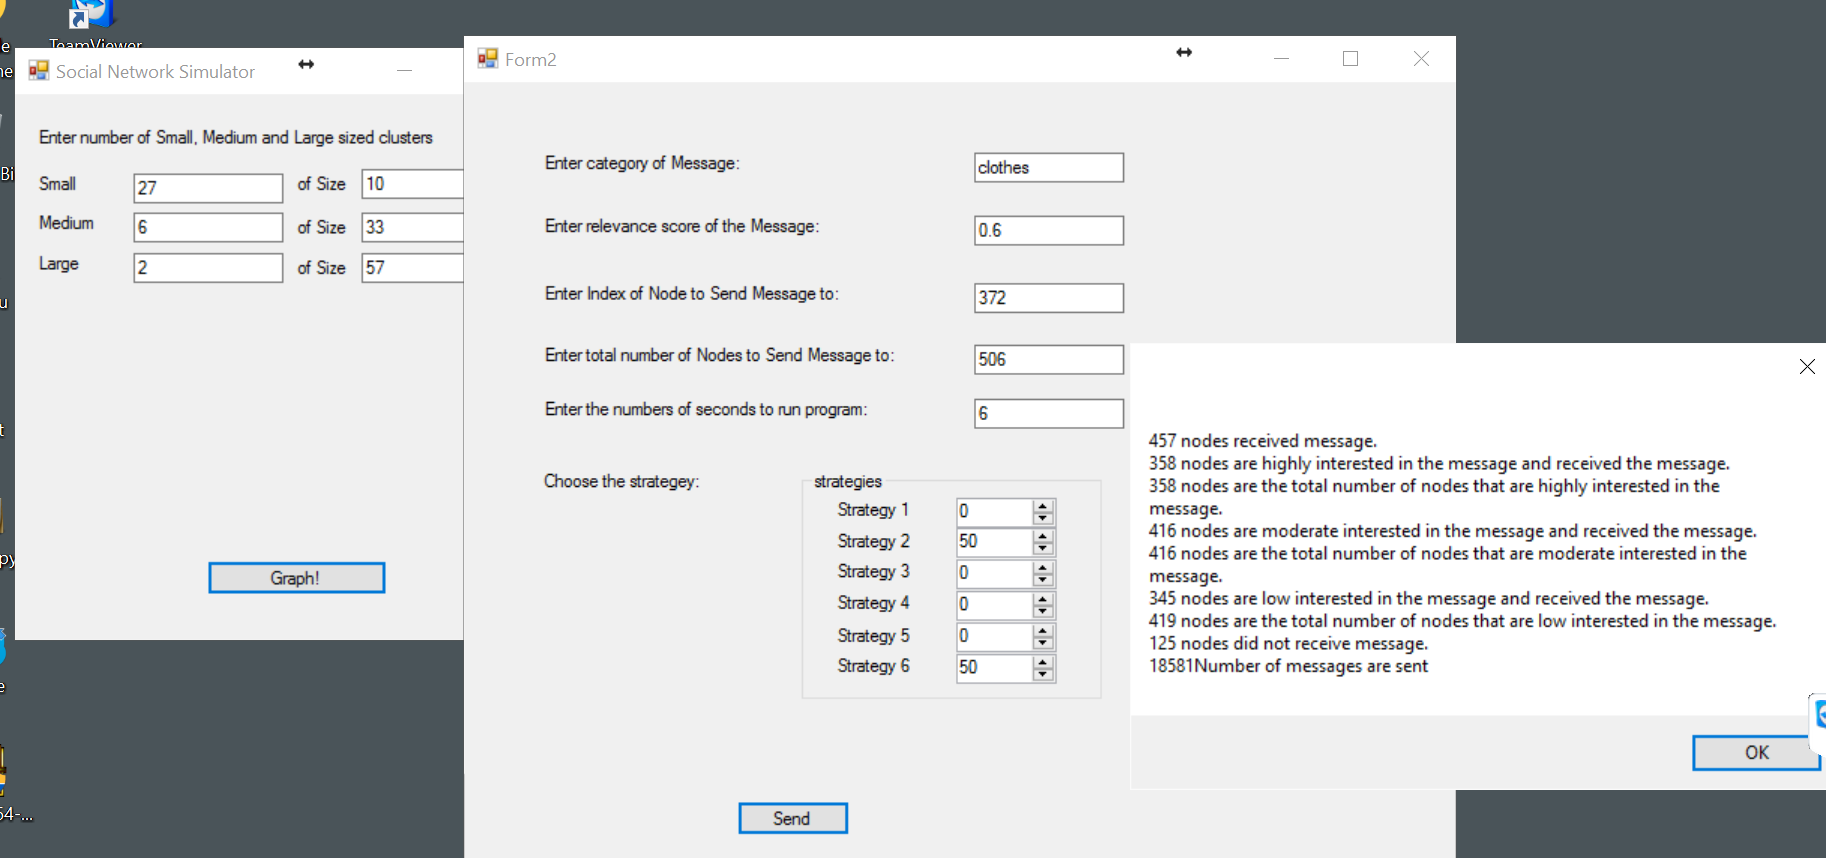 TeamViewer
Social Network Simulator
Enter number of Small, Medium and Large sized clusters
Small 27 of Size 10
Medium 6 of Size 33
Large 2 of Size 57
Graph!
Form2
Enter category of Message: clothes
Enter relevance score of the Message: 0.6
Enter Index of Node to Send Message to: 372
Enter total number of Nodes to Send Message to: 506
Enter the numbers of seconds to run program: 6
Choose the strategey:
strategies
Strategy 1 0
Strategy 2 50
Strategy 3 0
Strategy 4 0
Strategy 5 0
Strategy 6 50
Send
457 nodes received message.
358 nodes are highly interested in the message and received the message.
358 nodes are the total number of nodes that are highly interested in the
message.
416 nodes are moderate interested in the message and received the message.
416 nodes are the total number of nodes that are moderate interested in the
message.
345 nodes are low interested in the message and received the message.
419 nodes are the total number of nodes that are low interested in the message.
125 nodes did not receive message.
18581Number of messages are sent
OK